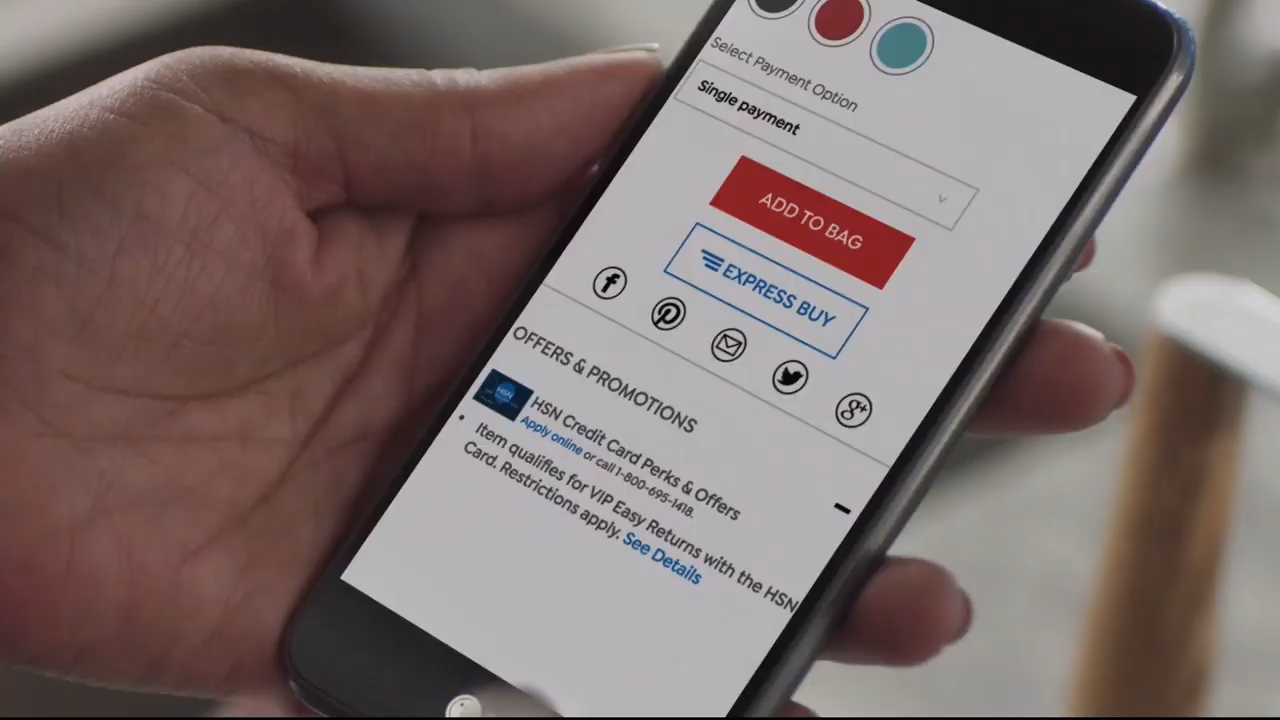 Select Payment Option
Single payment
ADD TO BAG
EXPRESS BUY
OFFERS & PROMOTIONS
HSN
HSN Credit Card Perks & Offers
Apply online or call 1-800-695-1418.
Item qualifies for VIP Easy Returns with the HSN
Card. Restrictions apply. See Details